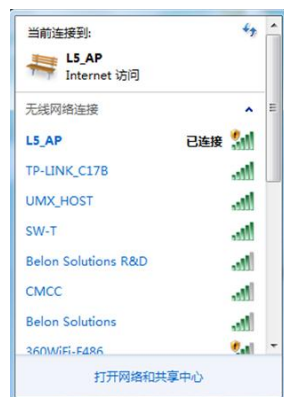 当前连接到:
L5_AP
Internet 访问
无线网络连接
L5_AP 已连接
TP-LINK_C17B
UMX_HOST
SW-T
Belon Solutions R&D
CMCC
Belon Solutions
360WiFi-F486
打开网络和共享中心